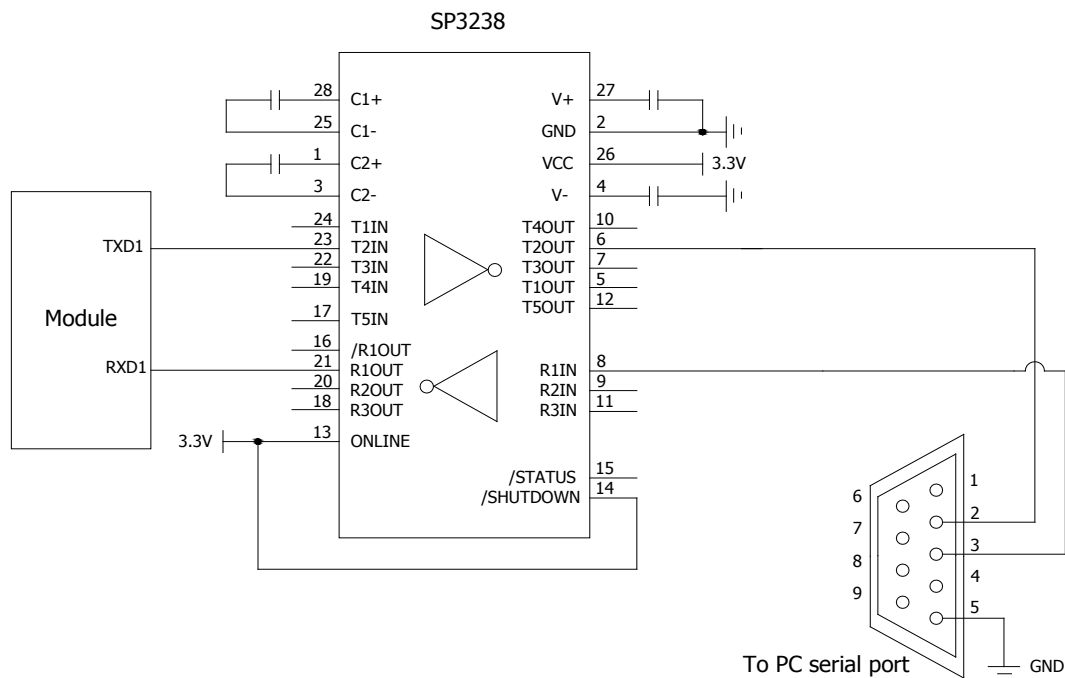 SP3238
28 C1+ V+ 27
25 C1- GND 2
1 C2+ VCC 26 3.3V
3 C2- V- 4
24 T1IN T4OUT 10
TXD1 23 T2IN T2OUT 6
22 T3IN T3OUT 7
19 T4IN T1OUT 5
T5OUT 12
17 T5IN
Module
16 /R1OUT
RXD1 21 R1OUT R1IN 8
20 R2OUT R2IN 9
18 R3OUT R3IN 11
3.3V 13 ONLINE
/STATUS 15
/SHUTDOWN 14
1
6
2
7
3
8
4
9
5
To PC serial port
GND